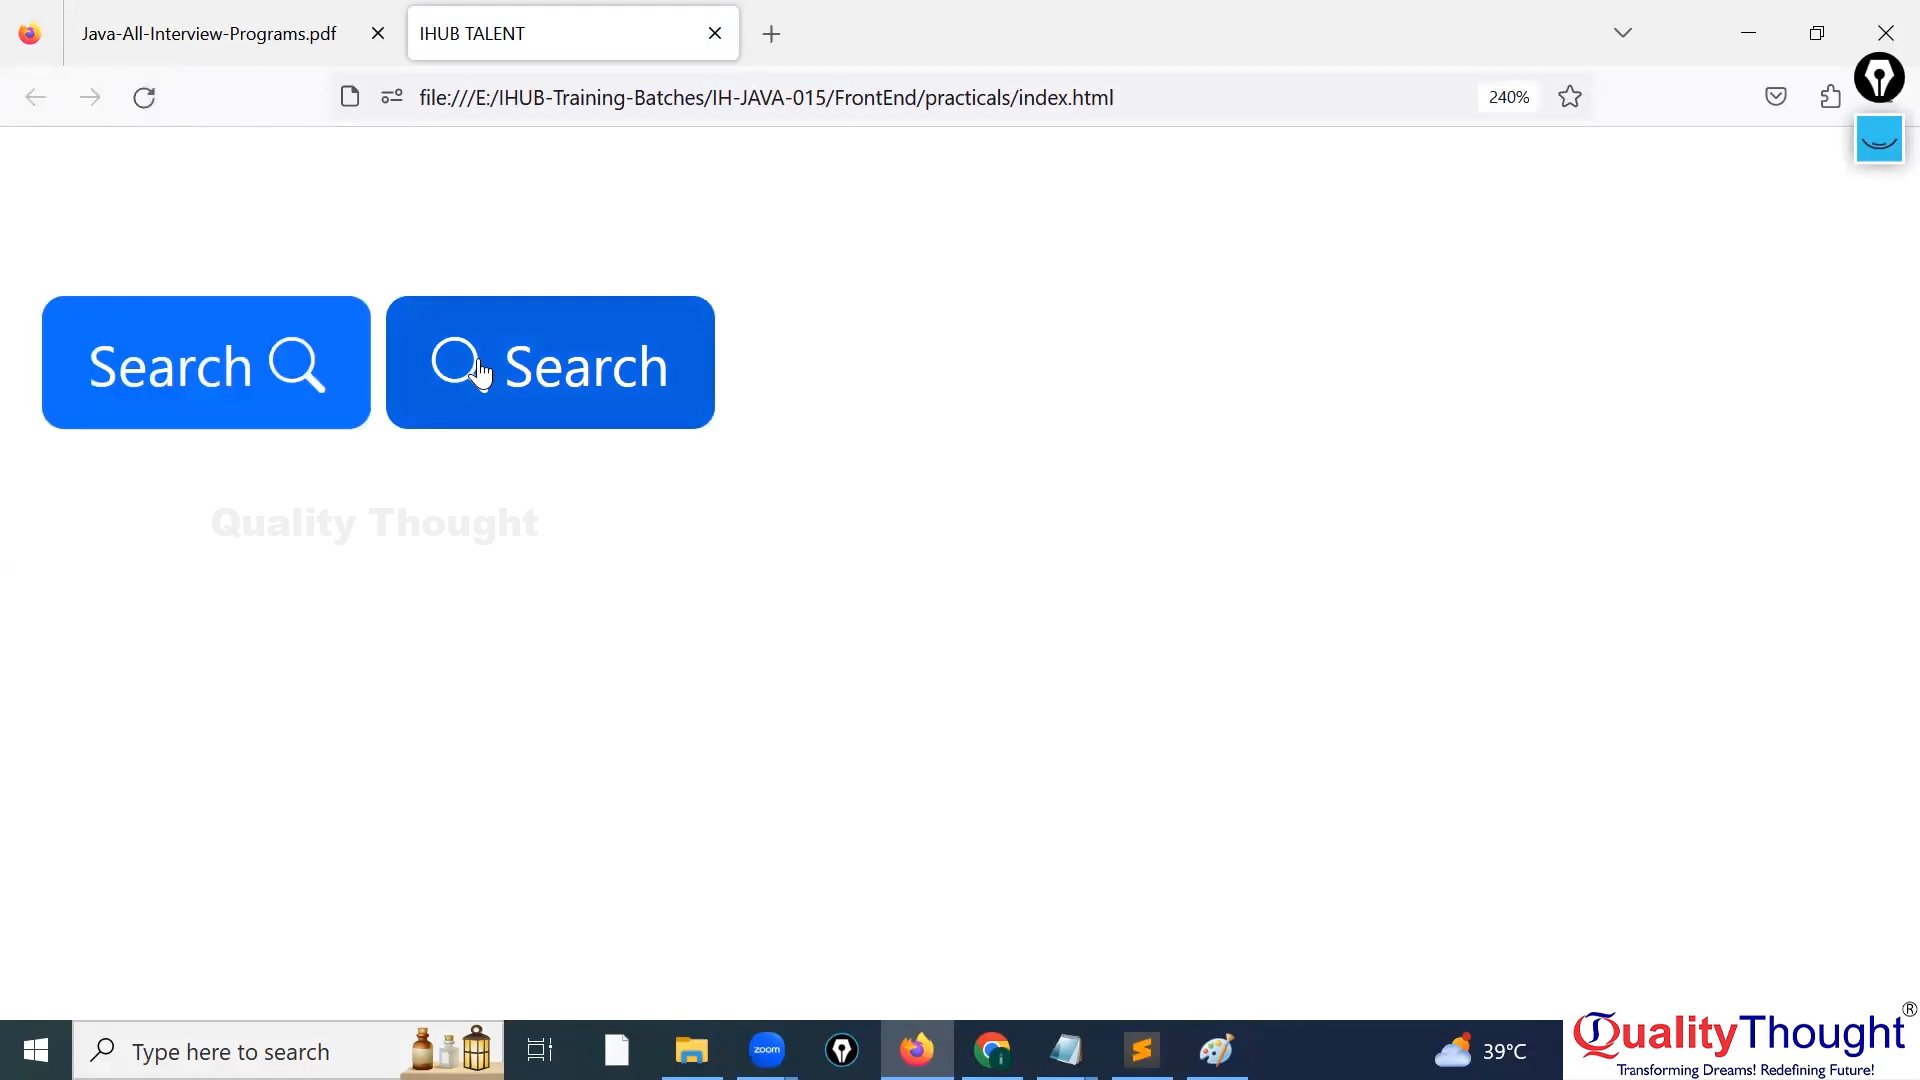 Java-All-Interview-Programs.pdf
IHUB TALENT
file:///E:/IHUB-Training-Batches/IH-JAVA-015/FrontEnd/practicals/index.html
240%
Search
Search
Quality Thought
Type here to search
zoom
39°C
QualityThought®
Transforming Dreams! Redefining Future!